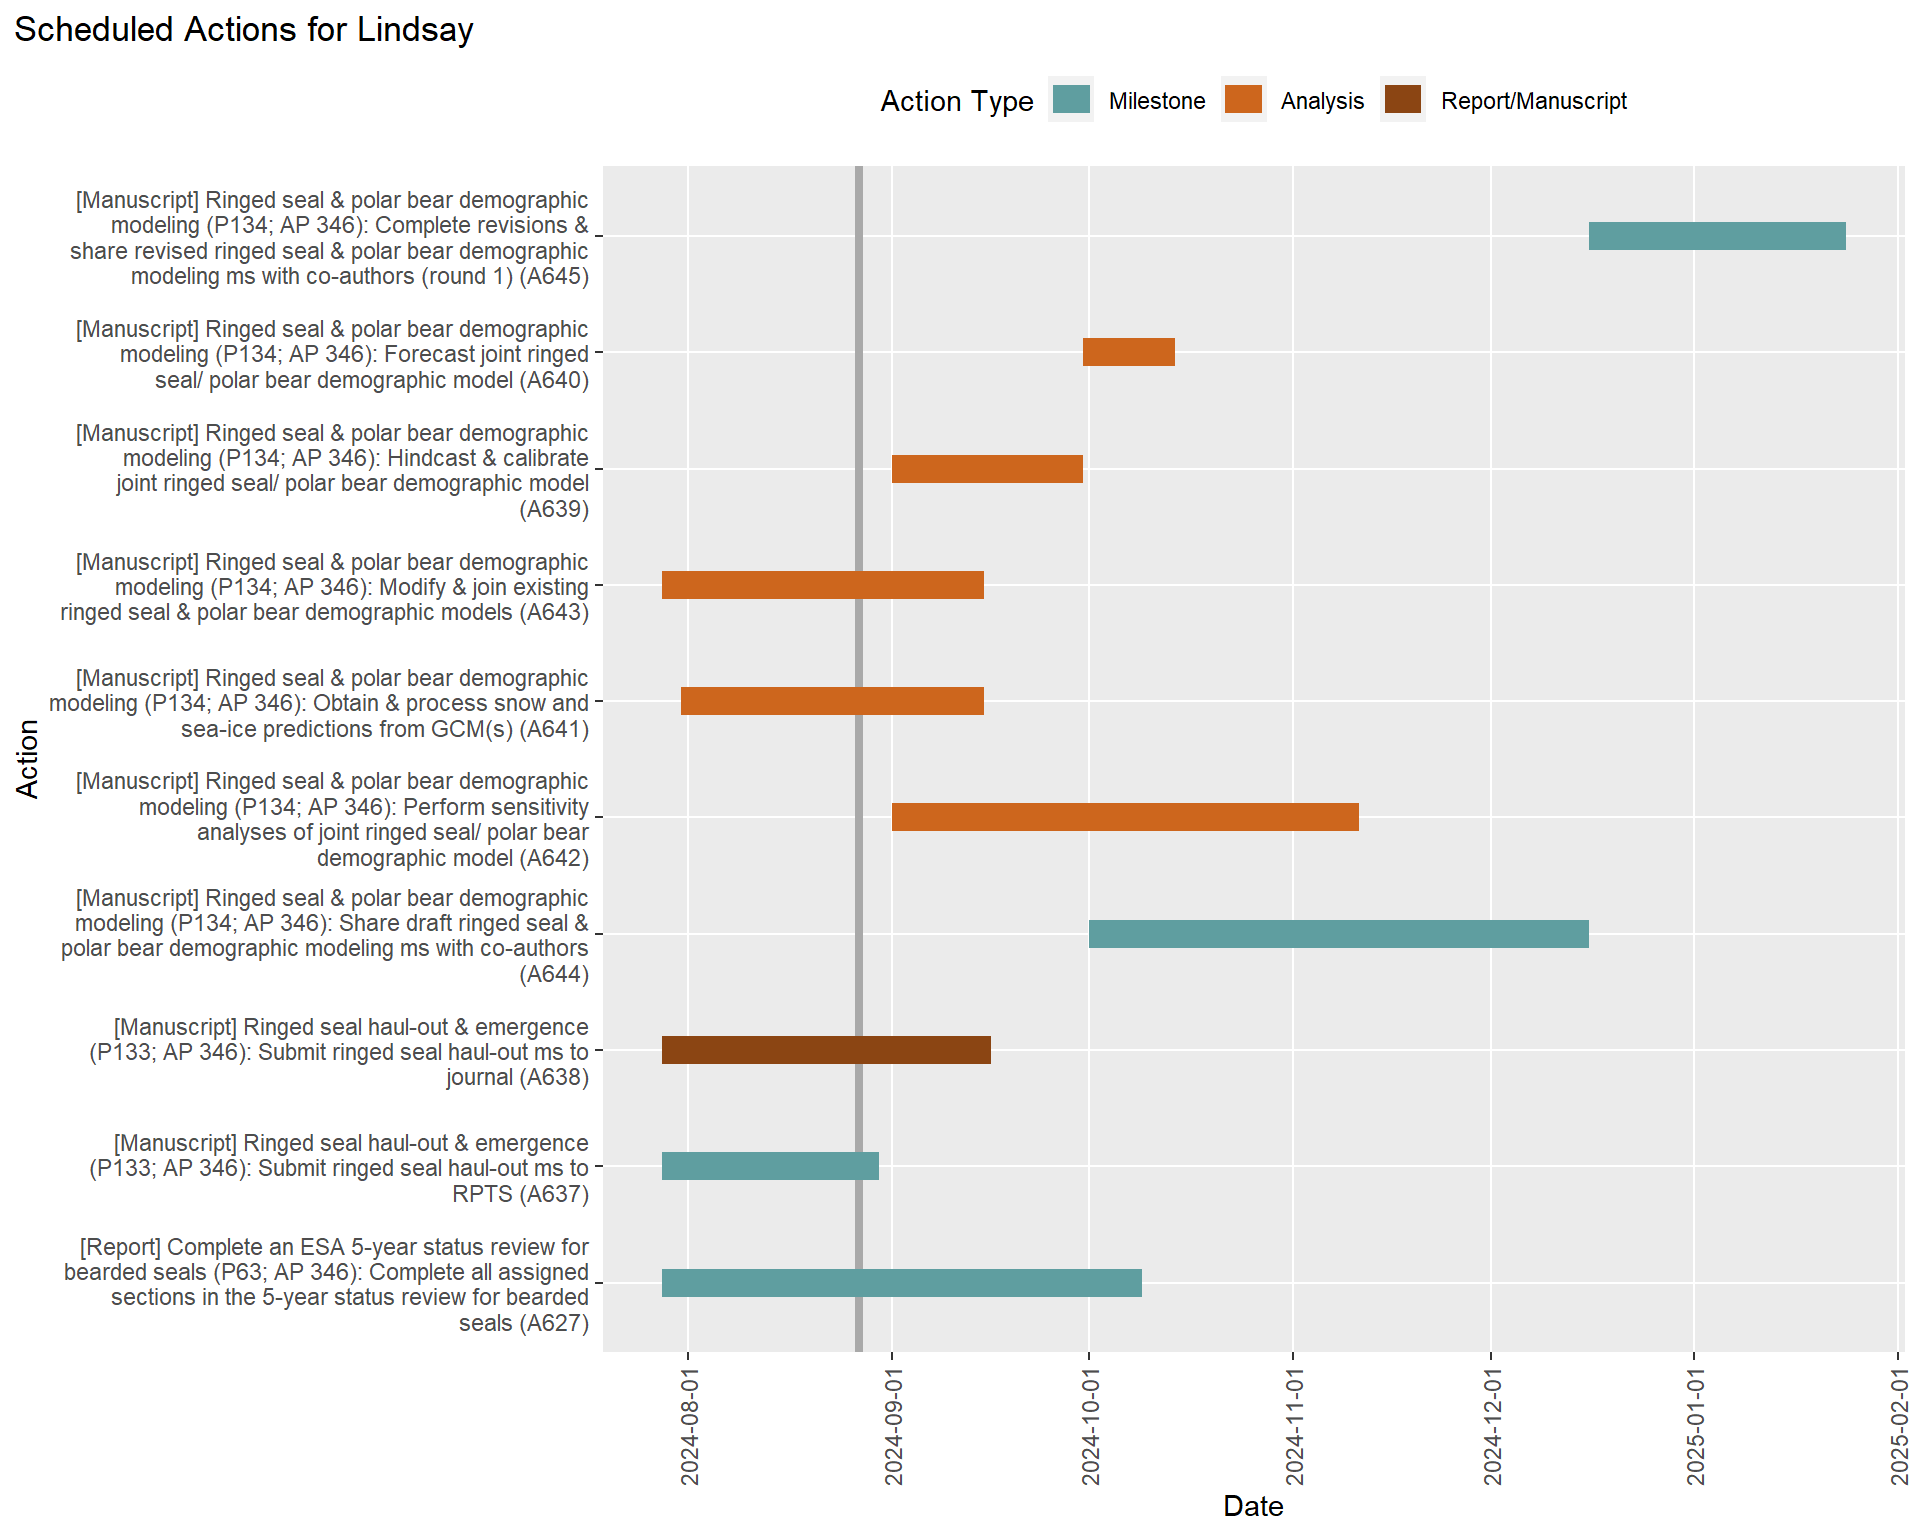 Scheduled Actions for Lindsay
Action Type
Milestone
Analysis
Report/Manuscript
[Manuscript] Ringed seal & polar bear demographic
modeling (P134; AP 346): Complete revisions &
share revised ringed seal & polar bear demographic
modeling ms with co-authors (round 1) (A645)
[Manuscript] Ringed seal & polar bear demographic
modeling (P134; AP 346): Forecast joint ringed
seal/ polar bear demographic model (A640)
[Manuscript] Ringed seal & polar bear demographic
modeling (P134; AP 346): Hindcast & calibrate
joint ringed seal/ polar bear demographic model
(A639)
[Manuscript] Ringed seal & polar bear demographic
modeling (P134; AP 346): Modify & join existing
ringed seal & polar bear demographic models (A643)
[Manuscript] Ringed seal & polar bear demographic
modeling (P134; AP 346): Obtain & process snow and
sea-ice predictions from GCM(s) (A641)
[Manuscript] Ringed seal & polar bear demographic
modeling (P134; AP 346): Perform sensitivity
analyses of joint ringed seal/ polar bear
demographic model (A642)
[Manuscript] Ringed seal & polar bear demographic
modeling (P134; AP 346): Share draft ringed seal &
polar bear demographic modeling ms with co-authors
(A644)
[Manuscript] Ringed seal haul-out & emergence
(P133; AP 346): Submit ringed seal haul-out ms to
journal (A638)
[Manuscript] Ringed seal haul-out & emergence
(P133; AP 346): Submit ringed seal haul-out ms to
RPTS (A637)
[Report] Complete an ESA 5-year status review for
bearded seals (P63; AP 346): Complete all assigned
sections in the 5-year status review for bearded
seals (A627)
Action
2024-08-01
2024-09-01
2024-10-01
2024-11-01
2024-12-01
2025-01-01
2025-02-01
Date